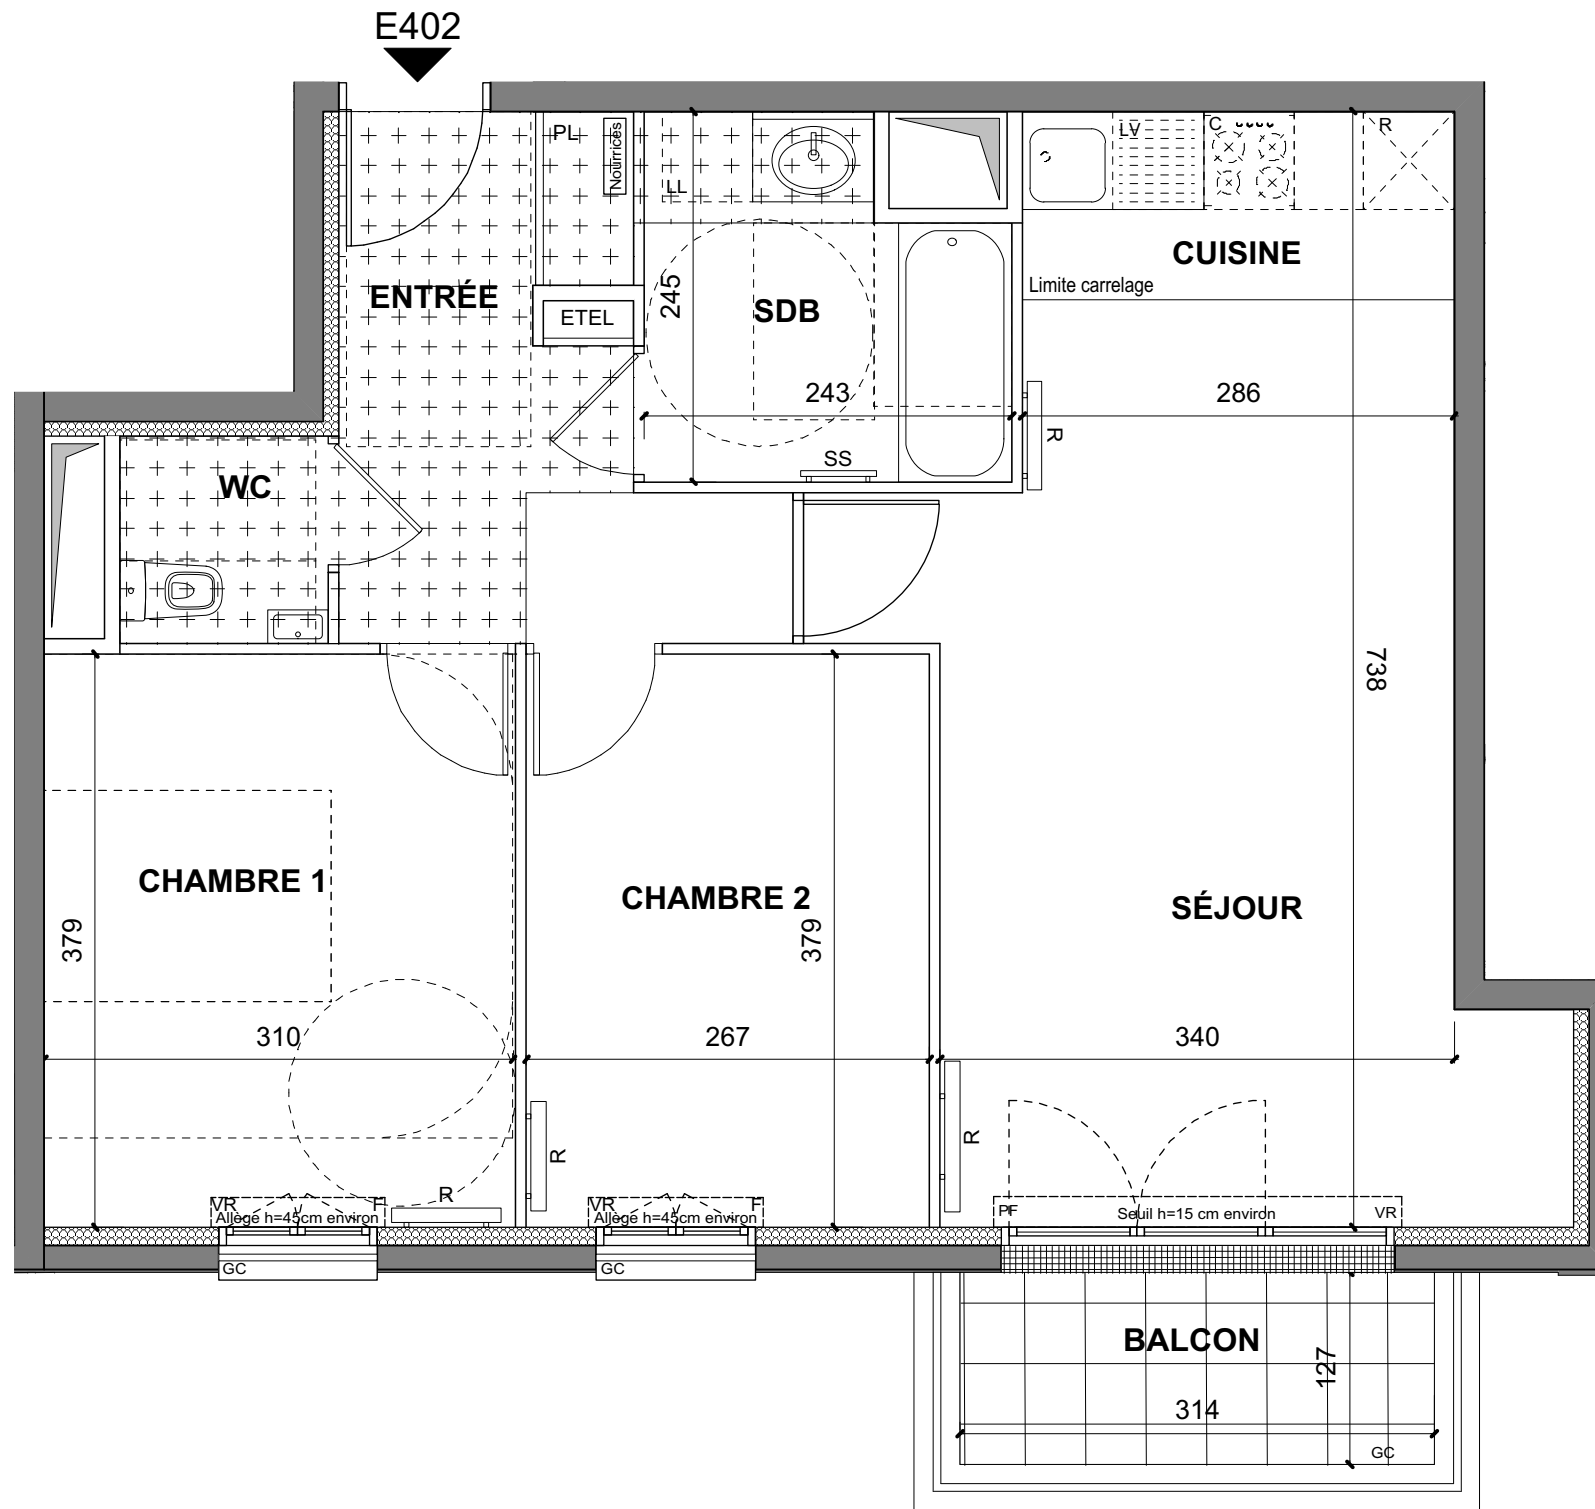 E402
PL
Nourrices
LL
LV
C
R
CUISINE
Limite carrelage
ENTRÉE
ETEL
245
SDB
243
286
R
SS
WC
738
CHAMBRE 1
CHAMBRE 2
SÉJOUR
379
379
310
267
340
R
R
R
VR
F
Allège h=45cm environ
VR
F
Allège h=45cm environ
PF
Seuil h=15 cm environ
VR
GC
GC
BALCON
127
314
GC